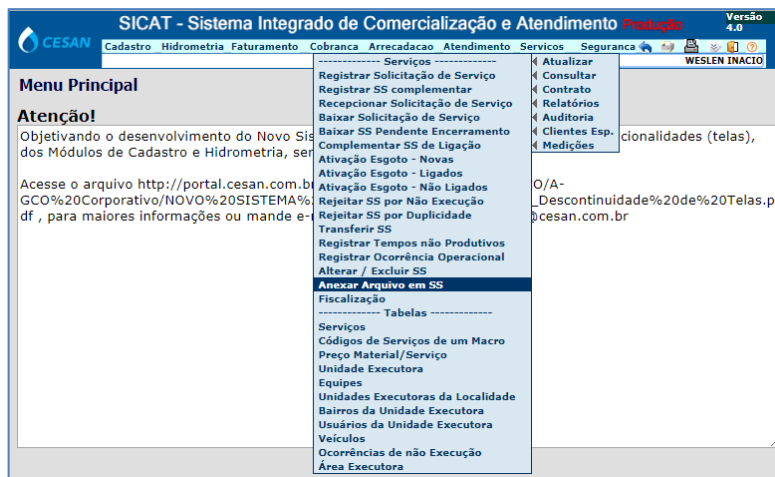 SICAT - Sistema Integrado de Comercialização e Atendimento Produção
Versão
4.0
CESAN
Cadastro Hidrometria Faturamento Cobranca Arrecadacao Atendimento Servicos Seguranca
WESLEN INACIO
Menu Principal
Atenção!
Objetivando o desenvolvimento do Novo Sis
cionalidades (telas),
dos Módulos de Cadastro e Hidrometria, ser
Acesse o arquivo http://portal.cesan.com.b
O/A-
GCO%20Corporativo/NOVO%20SISTEMA%
_Descontinuidade%20de%20Telas.p
df , para maiores informações ou mande e-
@cesan.com.br
------------ Serviços ------------
Registrar Solicitação de Serviço
Registrar SS complementar
Recepcionar Solicitação de Serviço
Baixar Solicitação de Serviço
Baixar SS Pendente Encerramento
Complementar SS de Ligação
Ativação Esgoto - Novas
Ativação Esgoto - Ligados
Ativação Esgoto - Não Ligados
Rejeitar SS por Não Execução
Rejeitar SS por Duplicidade
Transferir SS
Registrar Tempos não Produtivos
Registrar Ocorrência Operacional
Alterar / Excluir SS
Anexar Arquivo em SS
Fiscalização
------------ Tabelas ------------
Serviços
Códigos de Serviços de um Macro
Preço Material/Serviço
Unidade Executora
Equipes
Unidades Executoras da Localidade
Bairros da Unidade Executora
Usuários da Unidade Executora
Veículos
Ocorrências de não Execução
Área Executora
Atualizar
Consultar
Contrato
Relatórios
Auditoria
Clientes Esp.
Medições